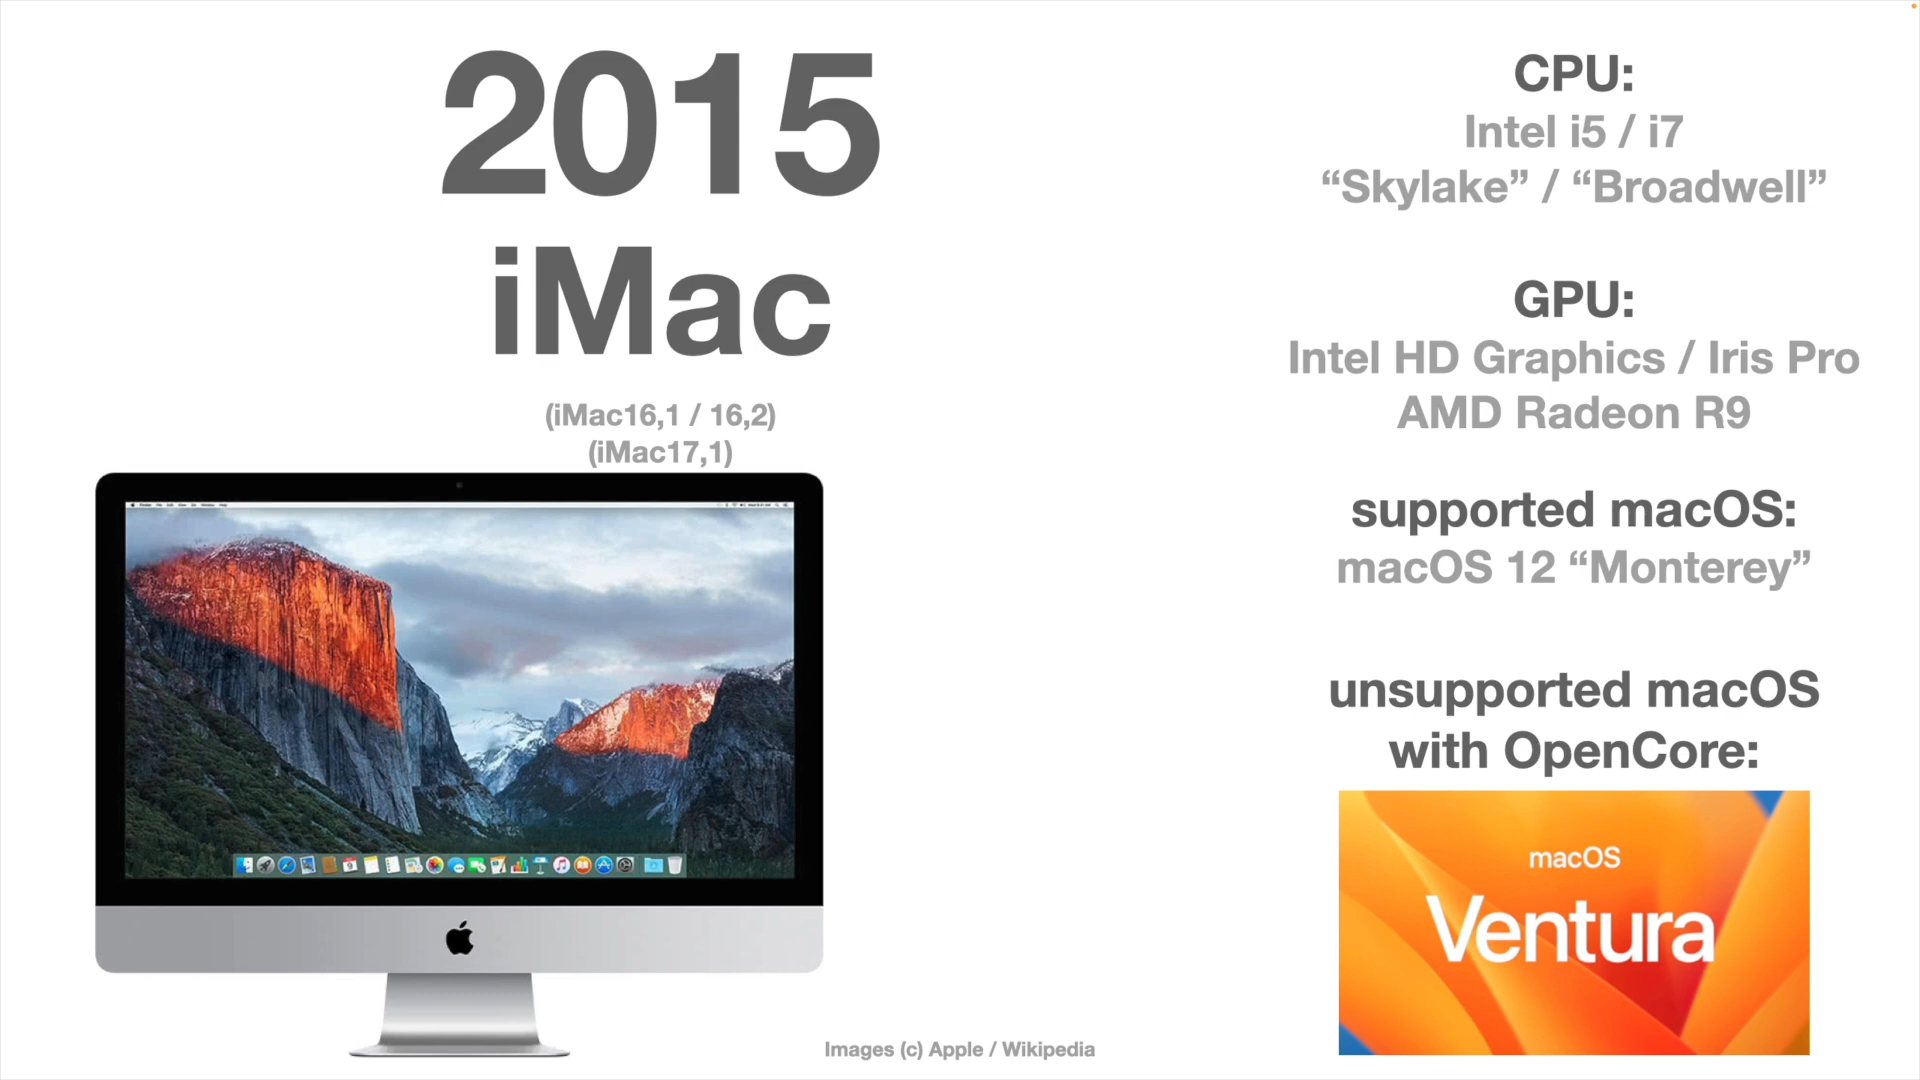 2015
iMac
(iMac16,1 / 16,2)
(iMac17,1)
CPU:
Intel i5 / i7
“Skylake” / “Broadwell”
GPU:
Intel HD Graphics / Iris Pro
AMD Radeon R9
supported macOS:
macOS 12 “Monterey”
unsupported macOS
with OpenCore:
macOS
Ventura
Images (c) Apple / Wikipedia